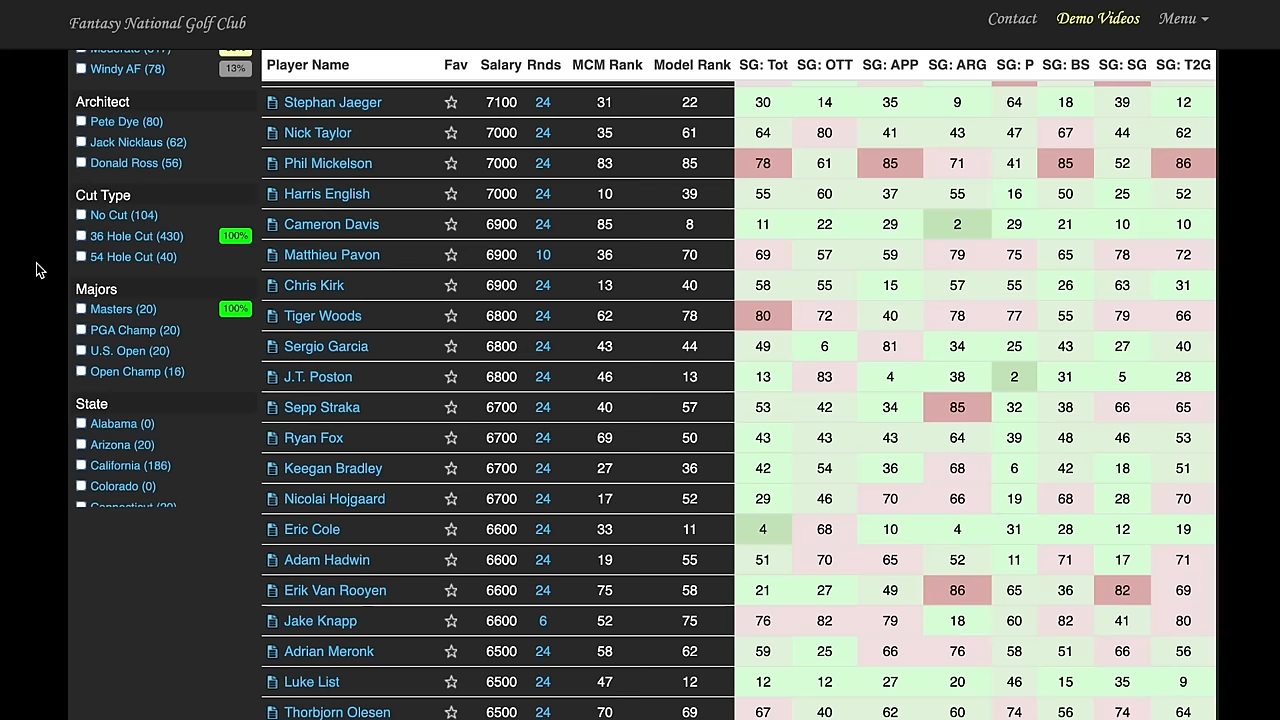 Fantasy National Golf Club
Contact Demo Videos Menu
Windy AF (78) 13%
Architect
Pete Dye (80)
Jack Nicklaus (62)
Donald Ross (56)
Cut Type
No Cut (104)
36 Hole Cut (430) 100%
54 Hole Cut (40)
Majors
Masters (20) 100%
PGA Champ (20)
U.S. Open (20)
Open Champ (16)
State
Alabama (0)
Arizona (20)
California (186)
Colorado (0)
Player Name Fav Salary Rnds MCM Rank Model Rank SG: Tot SG: OTT SG: APP SG: ARG SG: P SG: BS SG: SG SG: T2G
Stephan Jaeger 7100 24 31 22 30 14 35 9 64 18 39 12
Nick Taylor 7000 24 35 61 64 80 41 43 47 67 44 62
Phil Mickelson 7000 24 83 85 78 61 85 71 41 85 52 86
Harris English 7000 24 10 39 55 60 37 55 16 50 25 52
Cameron Davis 6900 24 85 8 11 22 29 2 29 21 10 10
Matthieu Pavon 6900 10 36 70 69 57 59 79 75 65 78 72
Chris Kirk 6900 24 13 40 58 55 15 57 55 26 63 31
Tiger Woods 6800 24 62 78 80 72 40 78 77 55 79 66
Sergio Garcia 6800 24 43 44 49 6 81 34 25 43 27 40
J.T. Poston 6800 24 46 13 13 83 4 38 2 31 5 28
Sepp Straka 6700 24 40 57 53 42 34 85 32 38 66 65
Ryan Fox 6700 24 69 50 43 43 43 64 39 48 46 53
Keegan Bradley 6700 24 27 36 42 54 36 68 6 42 18 51
Nicolai Hojgaard 6700 24 17 52 29 46 70 66 19 68 28 70
Eric Cole 6600 24 33 11 4 68 10 4 31 28 12 19
Adam Hadwin 6600 24 19 55 51 70 65 52 11 71 17 71
Erik Van Rooyen 6600 24 75 58 21 27 49 86 65 36 82 69
Jake Knapp 6600 6 52 75 76 82 79 18 60 82 41 80
Adrian Meronk 6500 24 58 62 59 25 66 76 58 51 66 56
Luke List 6500 24 47 12 12 12 27 20 46 15 35 9
Thorbjorn Olesen 6500 24 70 69 67 40 62 60 74 56 74 64